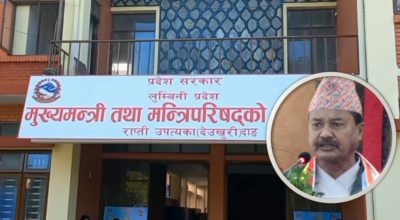 प्रदेश सरकार
लुम्बिनी प्रदेश
मुख्यमन्त्री तथा मन्त्रिपरिषद्को
राप्ती उपत्यका(देउखुरी)दाङ